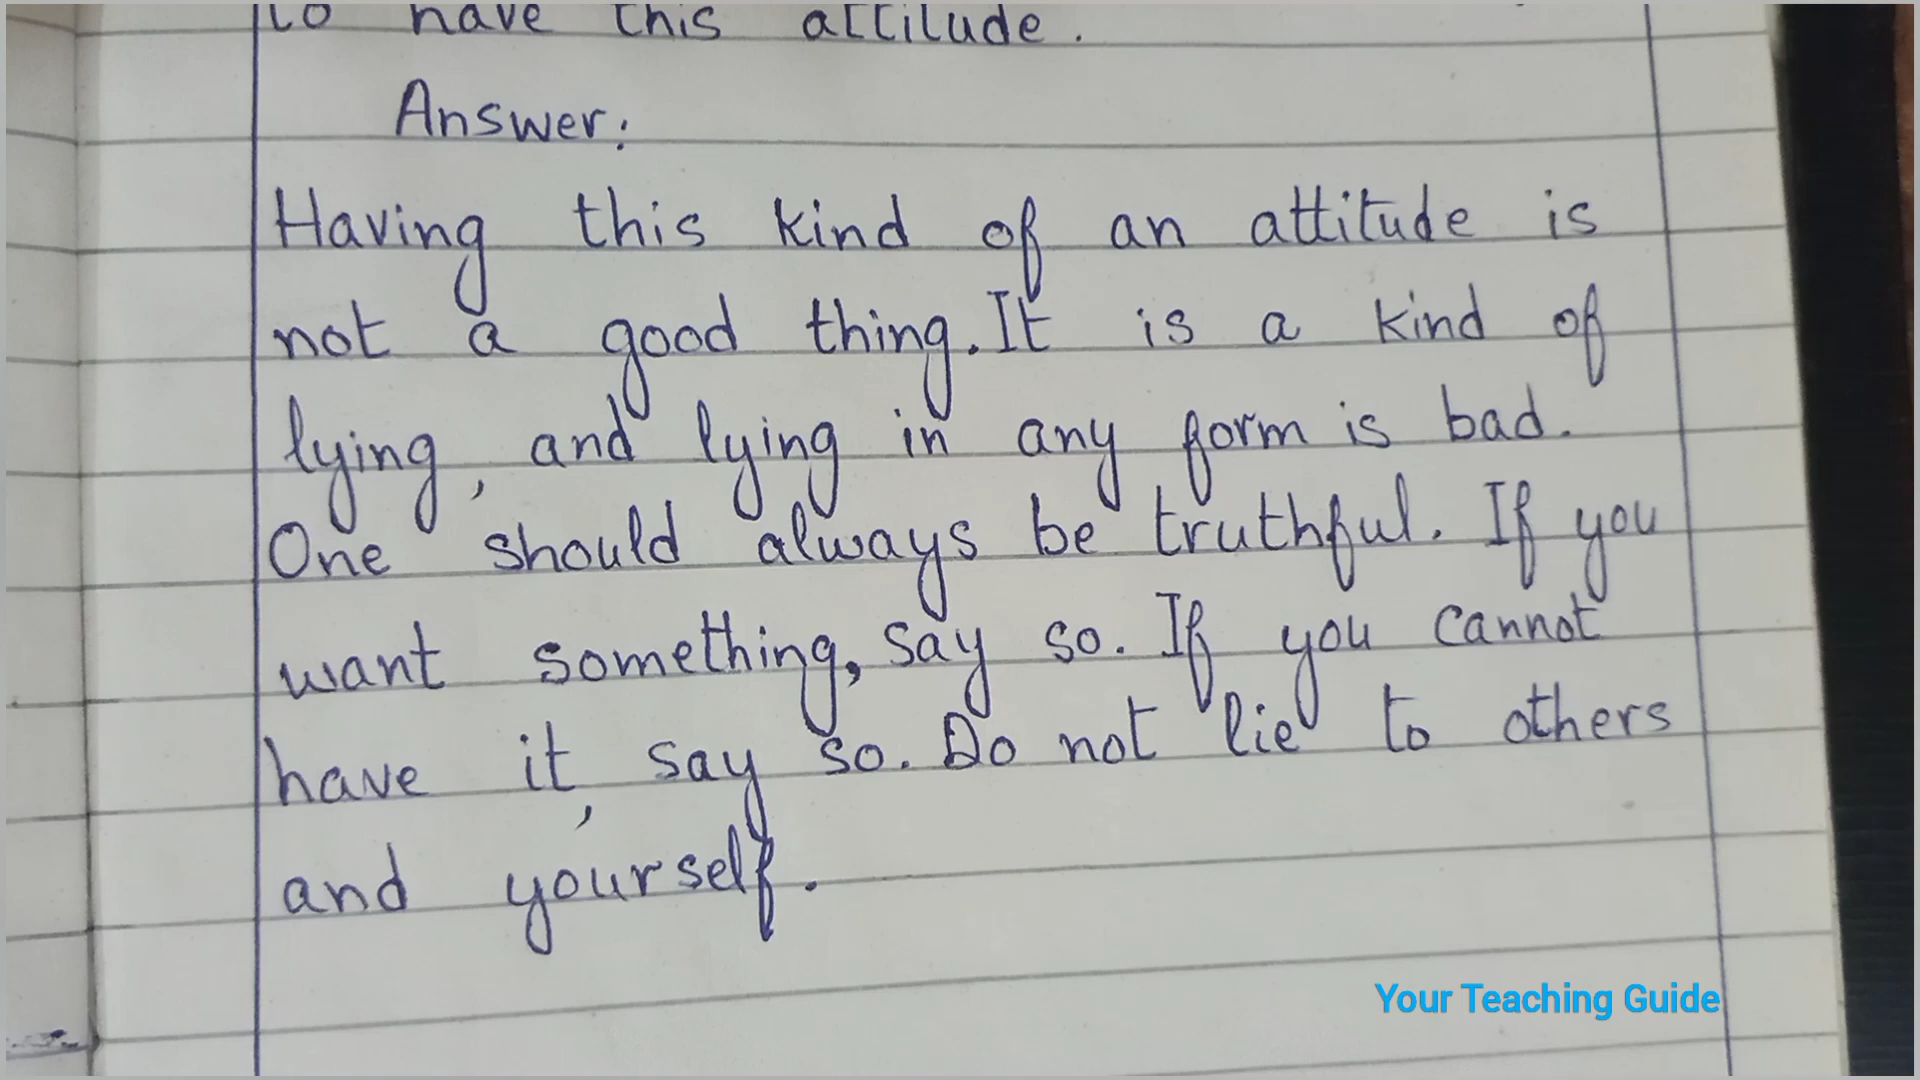 to have this attitude.
Answer:
Having this kind of an attitude is
not a good thing. It is a kind of
lying, and lying in any form is bad.
One should always be truthful. If you
want something, say so. If you cannot
have it, say so. Do not lie to others
and yourself.
Your Teaching Guide